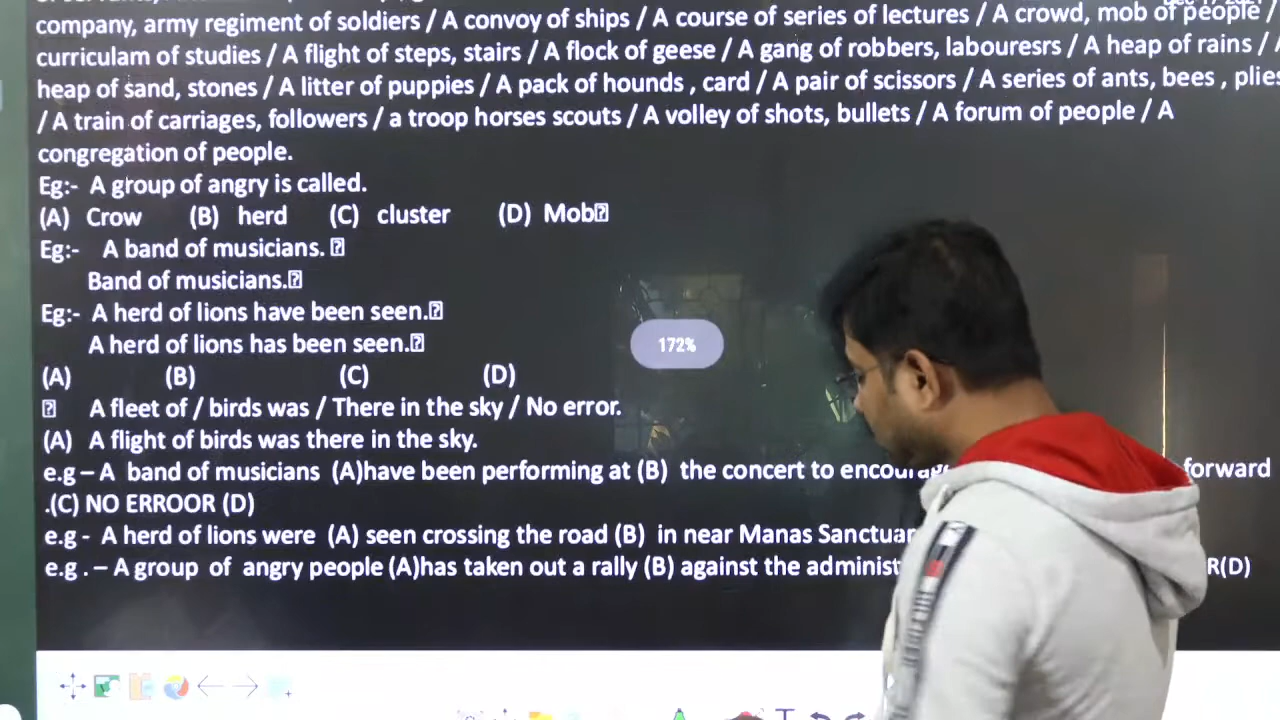 company, army regiment of soldiers / A convoy of ships / A course of series of lectures / A crowd, mob of people /
curriculam of studies / A flight of steps, stairs / A flock of geese / A gang of robbers, labouresrs / A heap of rains /
heap of sand, stones / A litter of puppies / A pack of hounds , card / A pair of scissors / A series of ants, bees , plies
/ A train of carriages, followers / a troop horses scouts / A volley of shots, bullets / A forum of people / A
congregation of people.
Eg:- A group of angry is called.
(A) Crow (B) herd (C) cluster (D) Mob
Eg:- A band of musicians.
Band of musicians.
Eg:- A herd of lions have been seen.
A herd of lions has been seen.
172%
(A) (B) (C) (D)
A fleet of / birds was / There in the sky / No error.
(A) A flight of birds was there in the sky.
e.g – A band of musicians (A)have been performing at (B) the concert to forward
.(C) NO ERROOR (D)
e.g - A herd of lions were (A) seen crossing the road (B) in near Manas
e.g . – A group of angry people (A)has taken out a rally (B) against the R(D)